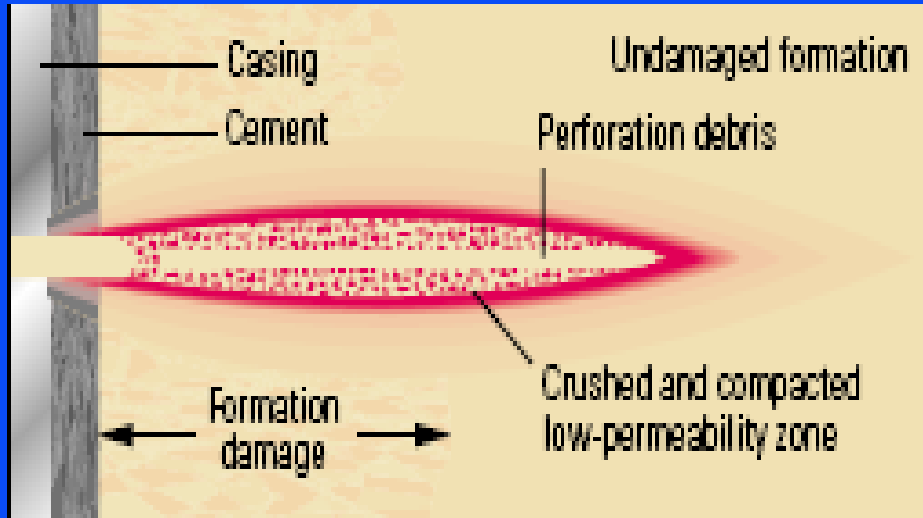 Casing
Undamaged formation
Cement
Perforation debris
Crushed and compacted
low-permeability zone
Formation
damage